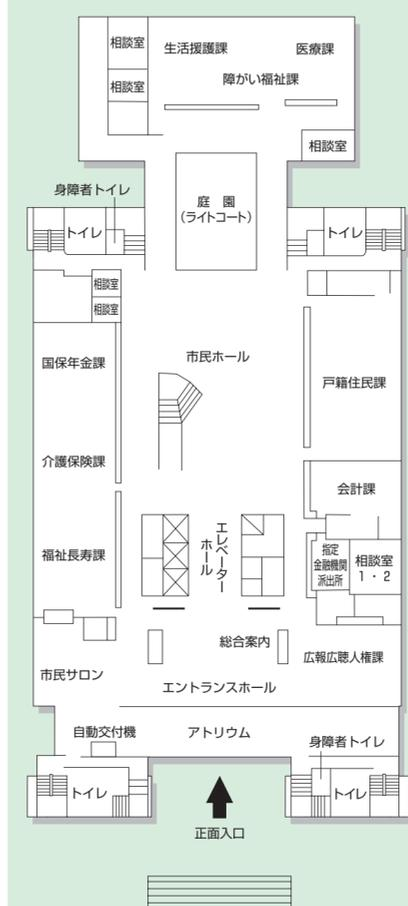 相談室
生活援護課
医療課
障がい福祉課
相談室
相談室
身障者トイレ
庭 園
（ライトコート）
トイレ
トイレ
相談室
相談室
市民ホール
国保年金課
戸籍住民課
介護保険課
会計課
エレベーター
ホール
福祉長寿課
指定
金融機関
派出所
相談室
1・2
総合案内
広報広聴人権課
市民サロン
エントランスホール
自動交付機
アトリウム
身障者トイレ
トイレ
トイレ
正面入口